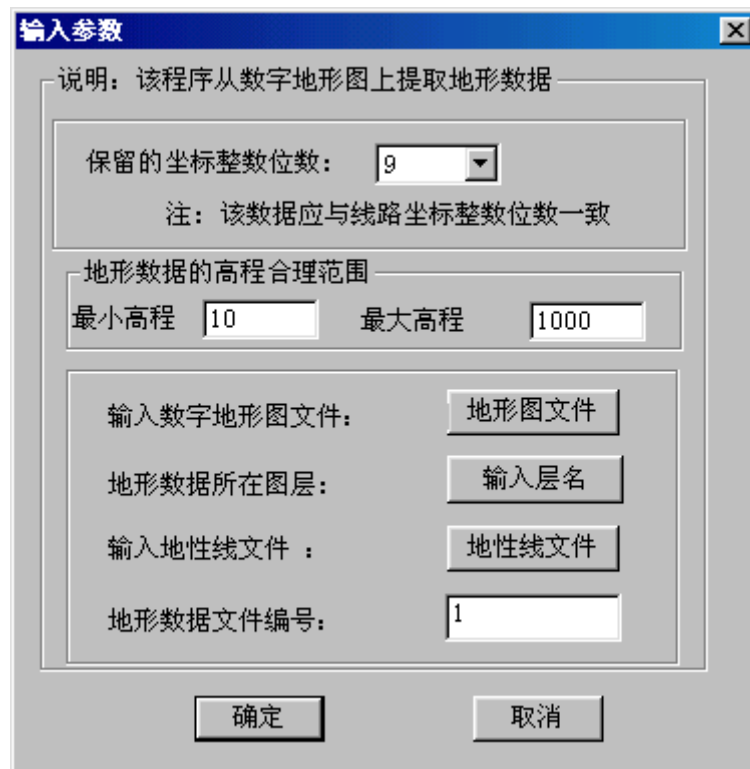 输入参数
说明：该程序从数字地形图上提取地形数据
保留的坐标整数位数： 9
注：该数据应与线路坐标整数位数一致
地形数据的高程合理范围
最小高程 10 最大高程 1000
输入数字地形图文件： 地形图文件
地形数据所在图层： 输入层名
输入地性线文件 ： 地性线文件
地形数据文件编号： 1
确定 取消